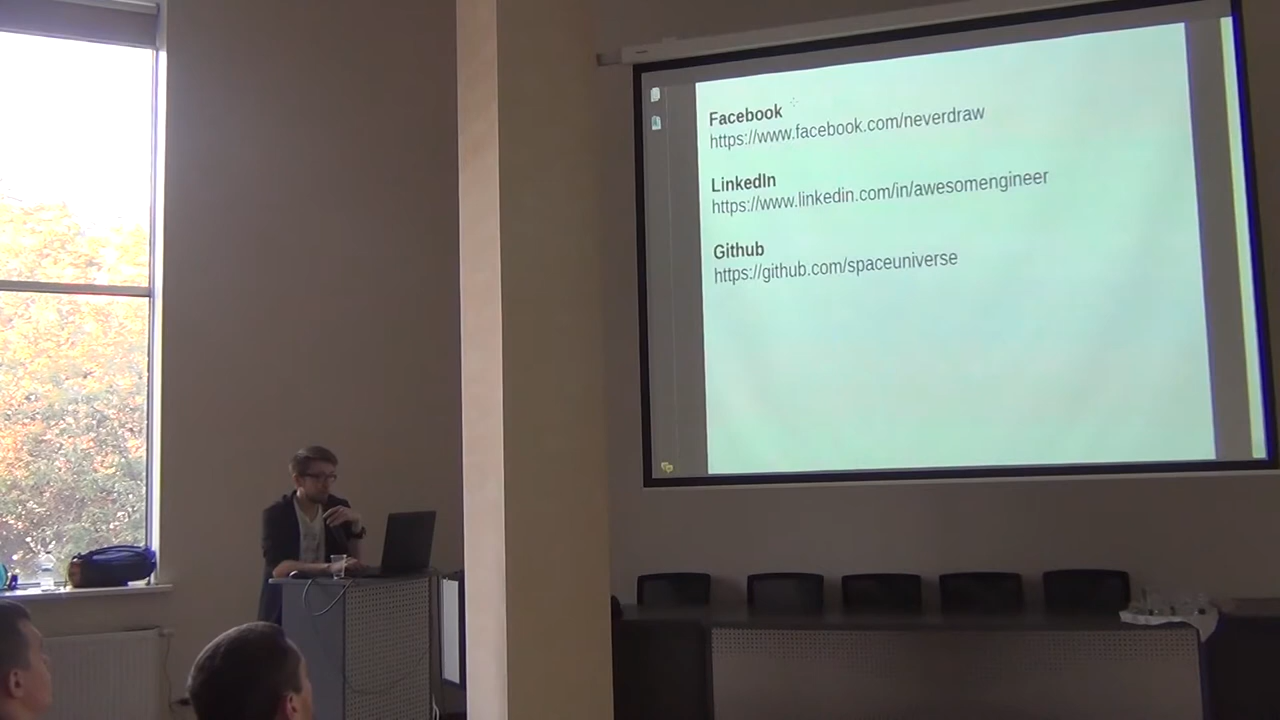 Facebook
https://www.facebook.com/neverdraw
LinkedIn
https://www.linkedin.com/in/awesomengineer
Github
https://github.com/spaceuniverse